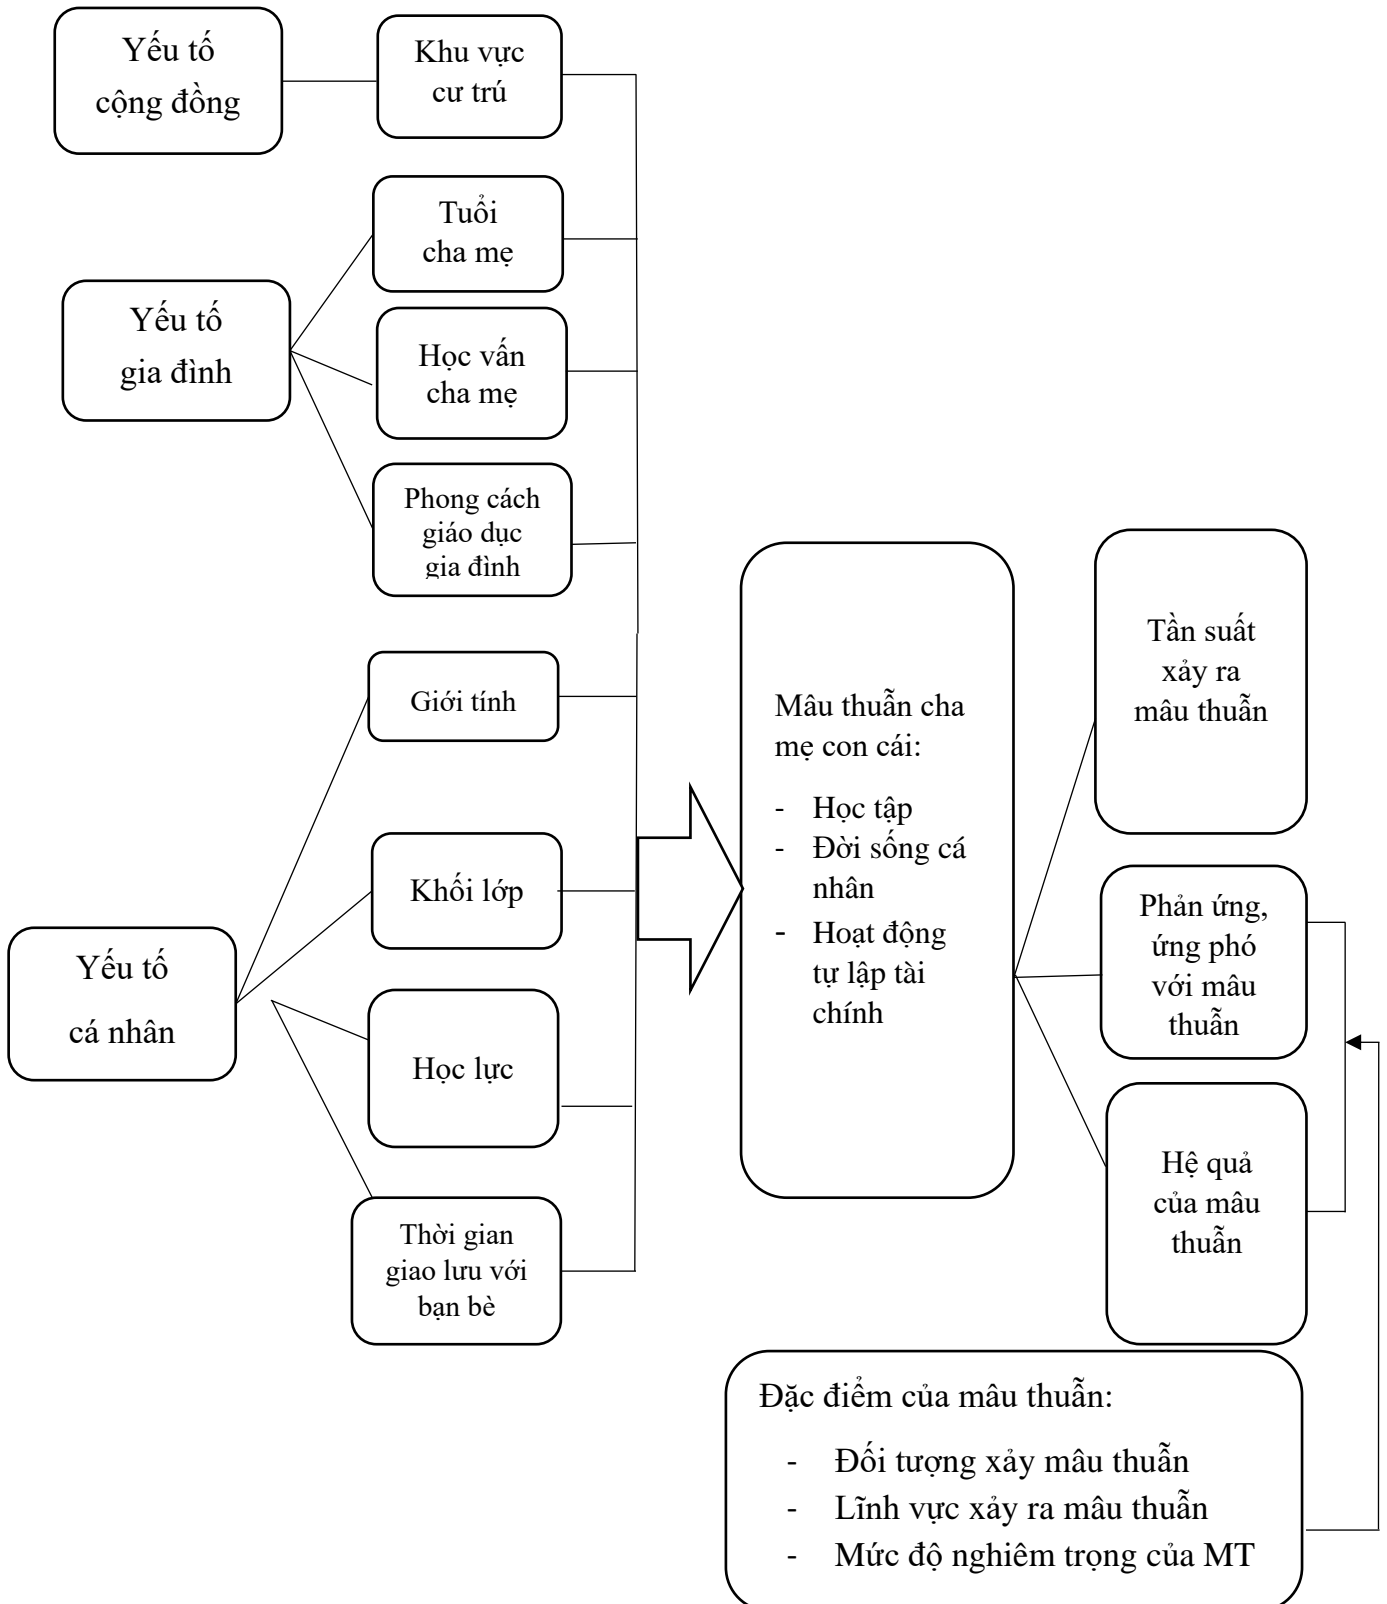 Yếu tố
cộng đồng
Khu vực
cư trú
Tuổi
cha mẹ
Yếu tố
gia đình
Học vấn
cha mẹ
Phong cách
giáo dục
gia đình
Giới tính
Khối lớp
Yếu tố
cá nhân
Học lực
Thời gian
giao lưu với
bạn bè
Mâu thuẫn cha
mẹ con cái:
- Học tập
- Đời sống cá
nhân
- Hoạt động
tự lập tài
chính
Tần suất
xảy ra
mâu thuẫn
Phản ứng,
ứng phó
với mâu
thuẫn
Hệ quả
của mâu
thuẫn
Đặc điểm của mâu thuẫn:
- Đối tượng xảy mâu thuẫn
- Lĩnh vực xảy ra mâu thuẫn
- Mức độ nghiêm trọng của MT